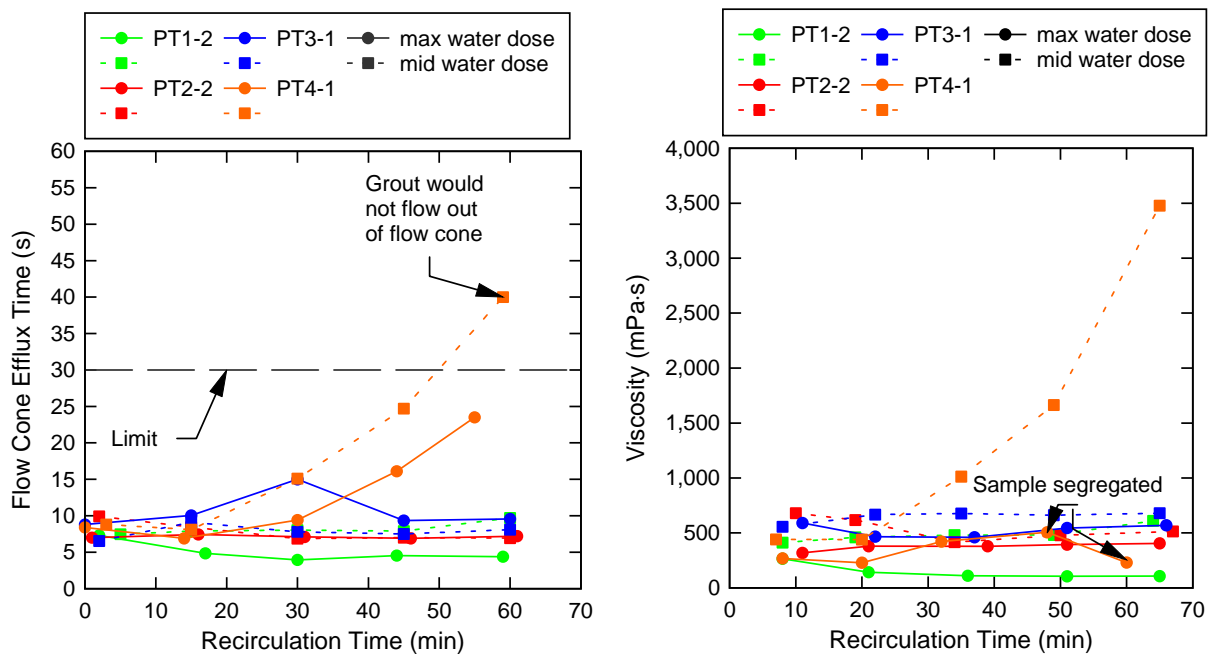 PT1-2 PT3-1 max water dose
mid water dose
PT2-2 PT4-1
60
55
50
45
40
35
30
25
20
15
10
5
0
Flow Cone Efflux Time (s)
Grout would
not flow out
of flow cone
Limit
0 10 20 30 40 50 60 70
Recirculation Time (min)
PT1-2 PT3-1 max water dose
mid water dose
PT2-2 PT4-1
4,000
3,500
3,000
2,500
2,000
1,500
1,000
500
0
Viscosity (mPa·s)
Sample segregated
0 10 20 30 40 50 60 70
Recirculation Time (min)